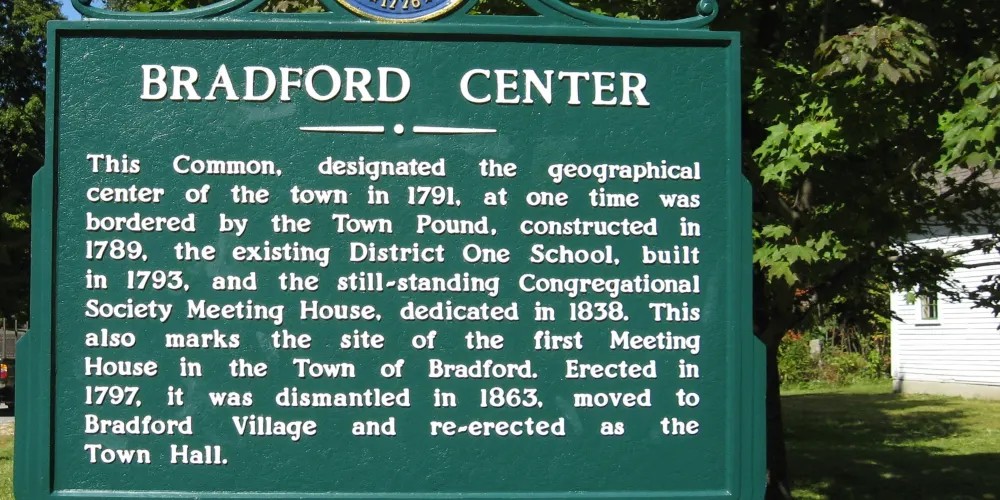 1776
BRADFORD CENTER
This Common, designated the geographical
center of the town in 1791, at one time was
bordered by the Town Pound, constructed in
1789, the existing District One School, built
in 1793, and the still-standing Congregational
Society Meeting House, dedicated in 1838. This
also marks the site of the first Meeting
House in the Town of Bradford. Erected in
1797, it was dismantled in 1863, moved to
Bradford Village and re-erected as the
Town Hall.